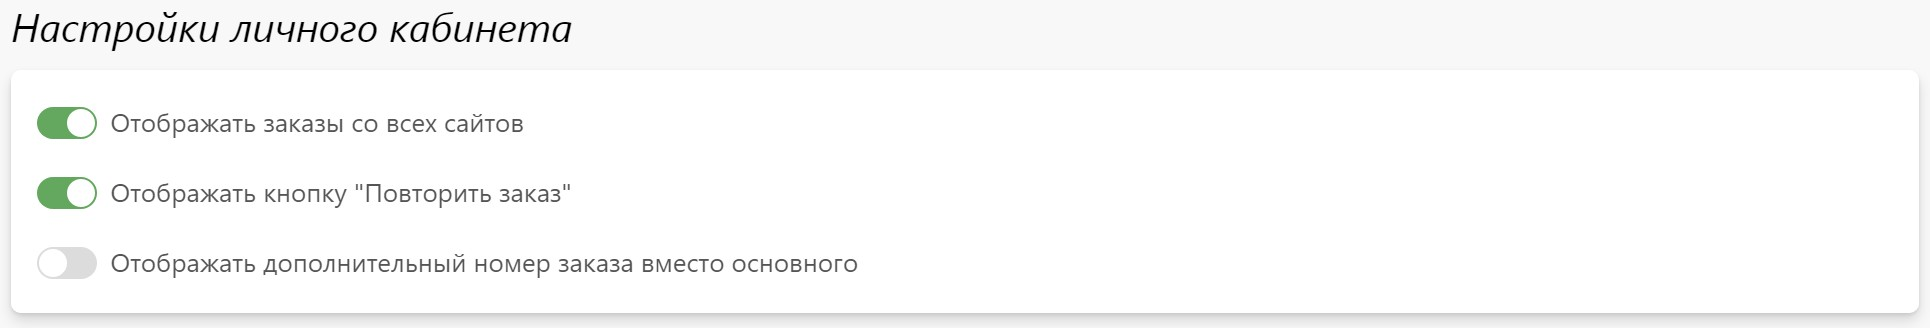 Настройки личного кабинета
Отображать заказы со всех сайтов
Отображать кнопку "Повторить заказ"
Отображать дополнительный номер заказа вместо основного